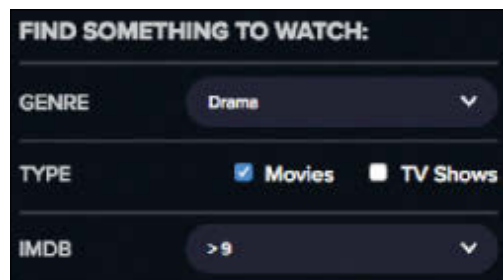 FIND SOMETHING TO WATCH:
GENRE Drama
TYPE Movies TV Shows
IMDB >9